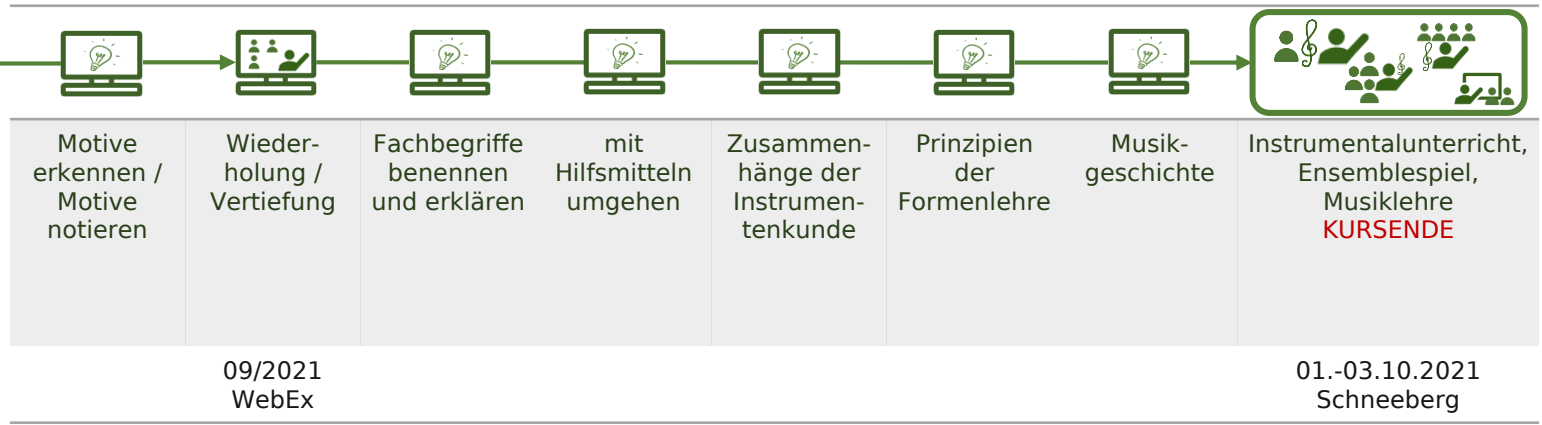 Motive
erkennen /
Motive
notieren
Wieder-
holung /
Vertiefung
Fachbegriffe
benennen
und erklären
mit
Hilfsmitteln
umgehen
Zusammen-
hänge der
Instrumen-
tenkunde
Prinzipien
der
Formenlehre
Musik-
geschichte
Instrumentalunterricht,
Ensemblespiel,
Musiklehre
KURSENDE
09/2021
WebEx
01.-03.10.2021
Schneeberg